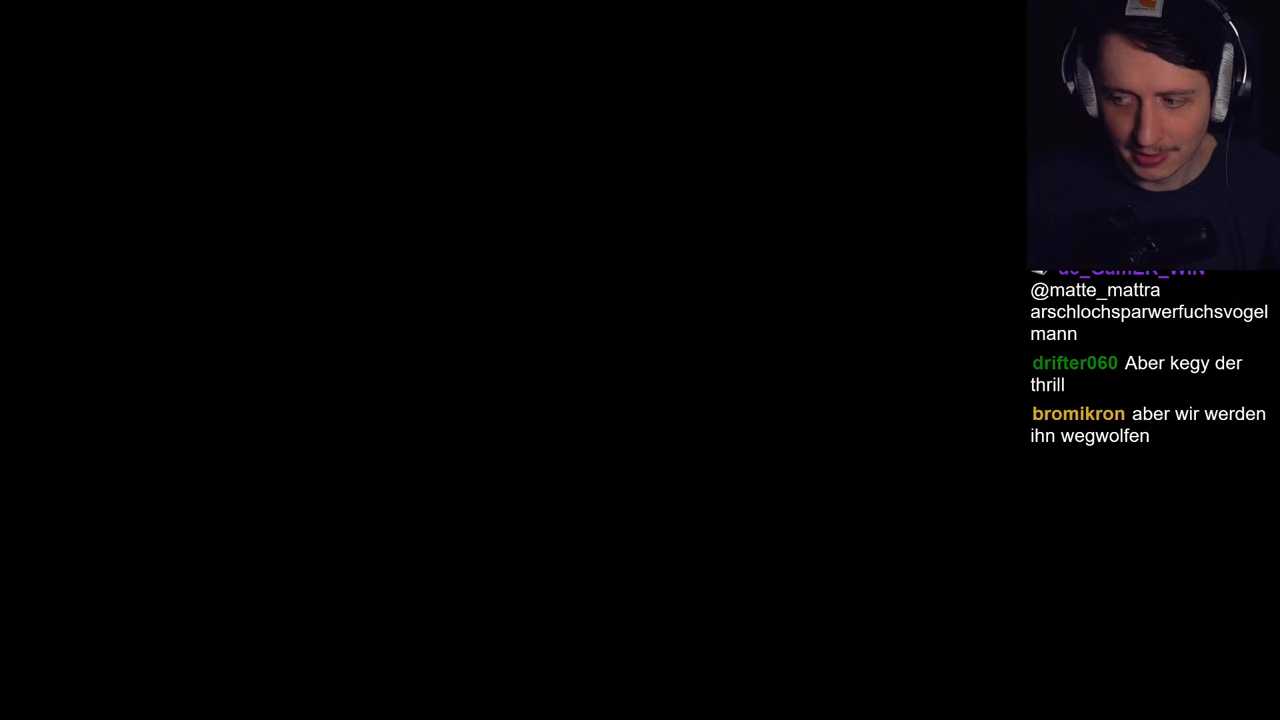 @matte_mattra
arschlochsparwerfuchsvogel
mann
drifter060 Aber kegy der
thrill
bromikron aber wir werden
ihn wegwolfen